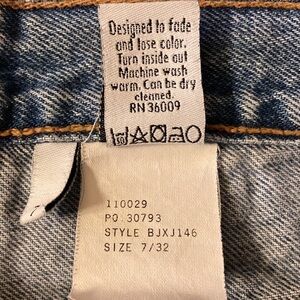 Designed to fade
and lose color.
Turn inside out
Machine wash
warm. Can be dry
cleaned.
RN 36009
110029
PO 30793
STYLE BJXJ146
SIZE 7/32